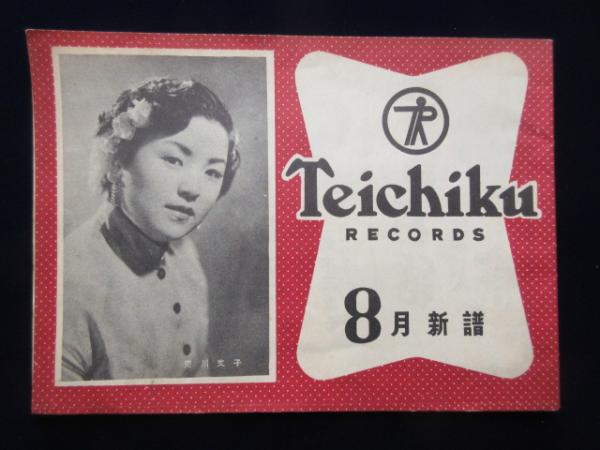 Teichiku
RECORDS
8月新譜